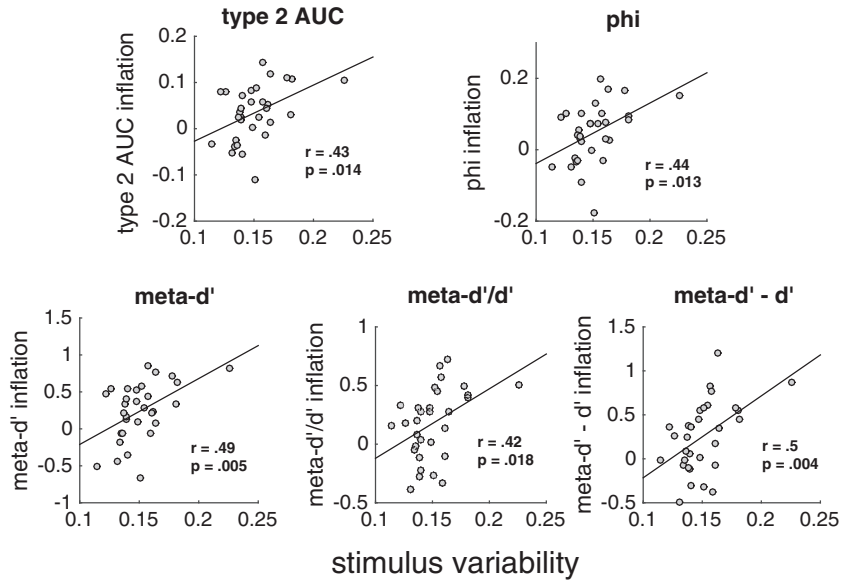 type 2 AUC
type 2 AUC inflation
0.2
0.1
0
-0.1
-0.2
r = .43
p = .014
0.1 0.15 0.2 0.25
phi
phi inflation
0.2
0
-0.2
r = .44
p = .013
0.1 0.15 0.2 0.25
meta-d'
meta-d' inflation
1.5
1
0.5
0
-0.5
-1
r = .49
p = .005
0.1 0.15 0.2 0.25
meta-d'/d'
meta-d'/d' inflation
1
0.5
0
-0.5
r = .42
p = .018
0.1 0.15 0.2 0.25
meta-d' - d'
meta-d' - d' inflation
1.5
1
0.5
0
-0.5
r = .5
p = .004
0.1 0.15 0.2 0.25
stimulus variability